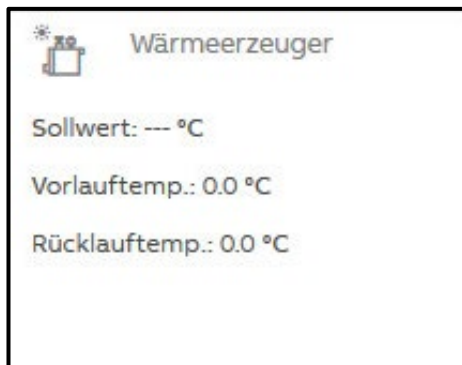 Wärmeerzeuger
Sollwert: --- °C
Vorlauftemp.: 0.0 °C
Rücklauftemp.: 0.0 °C